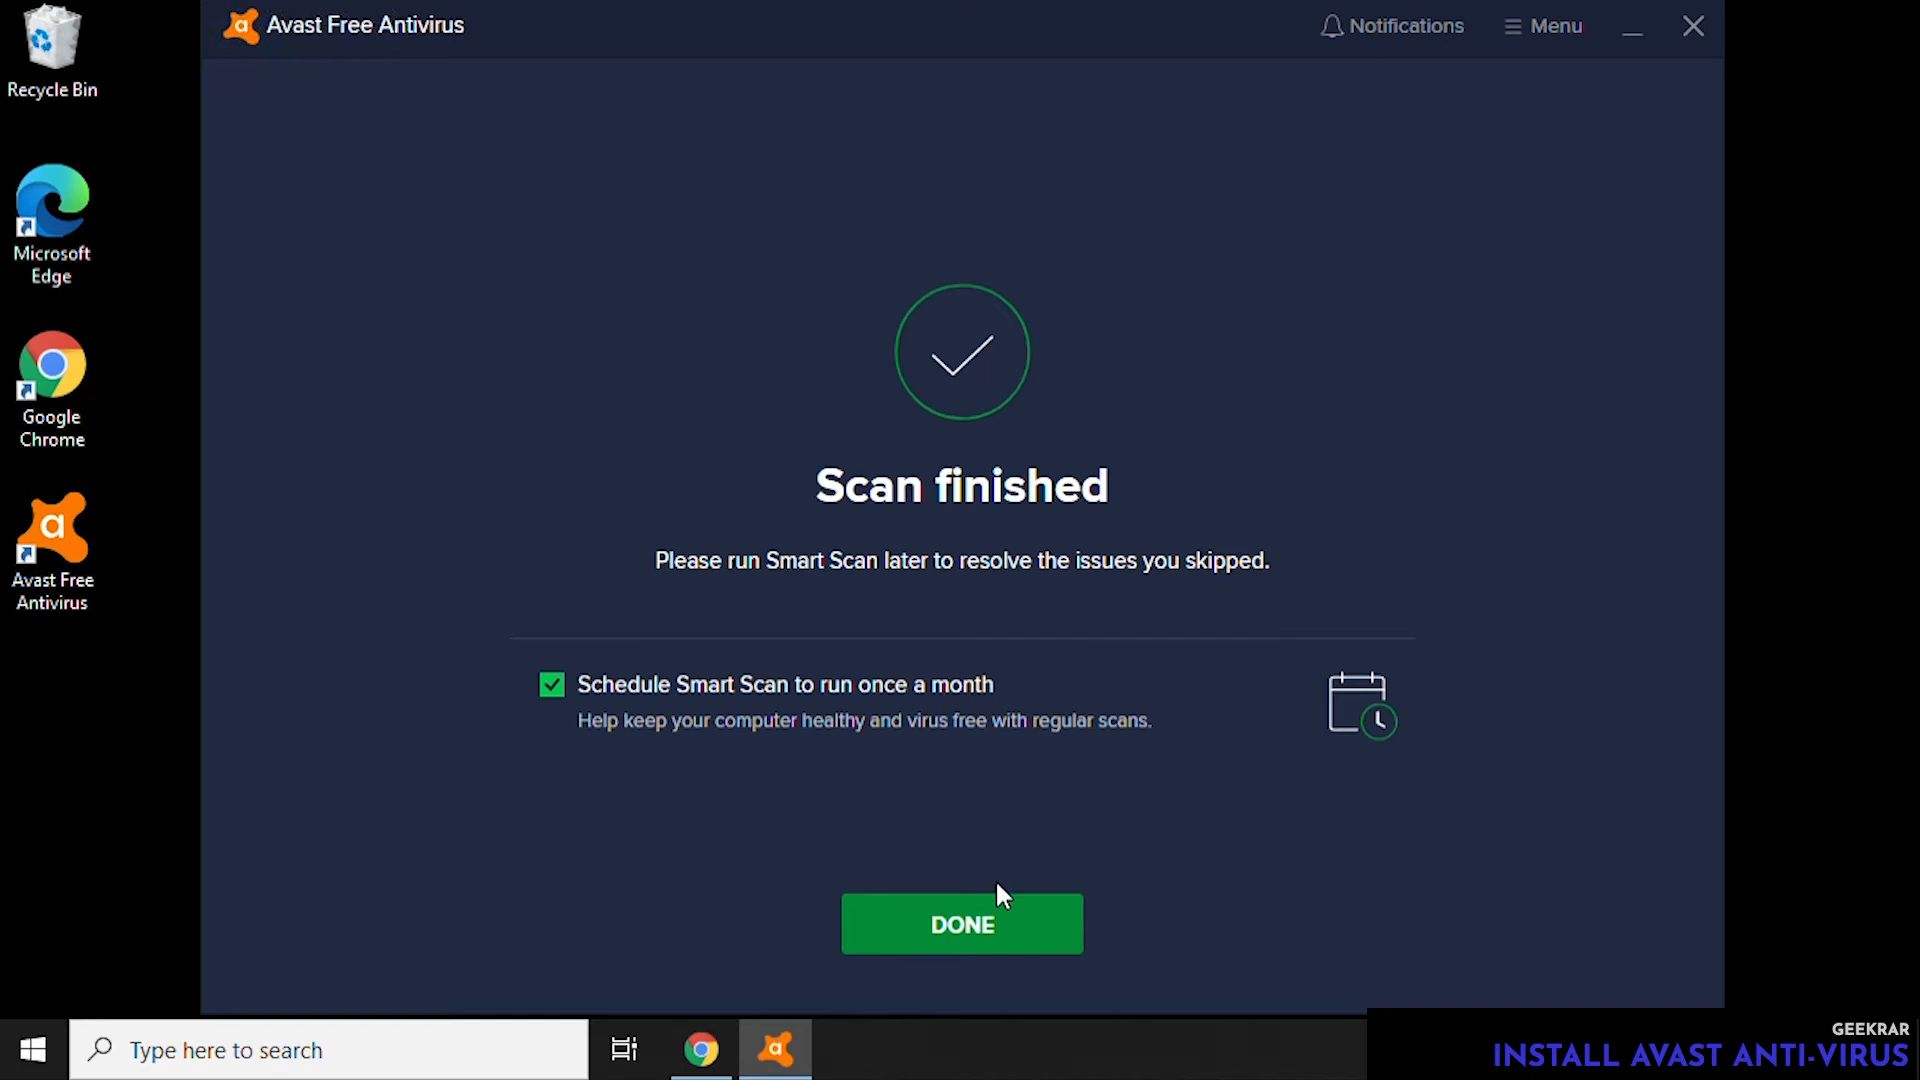 Avast Free Antivirus
Notifications
Menu
Recycle Bin
Microsoft
Edge
Google
Chrome
a
Avast Free
Antivirus
Scan finished
Please run Smart Scan later to resolve the issues you skipped.
Schedule Smart Scan to run once a month
Help keep your computer healthy and virus free with regular scans.
DONE
Type here to search
GEEKRAR
INSTALL AVAST ANTI-VIRUS